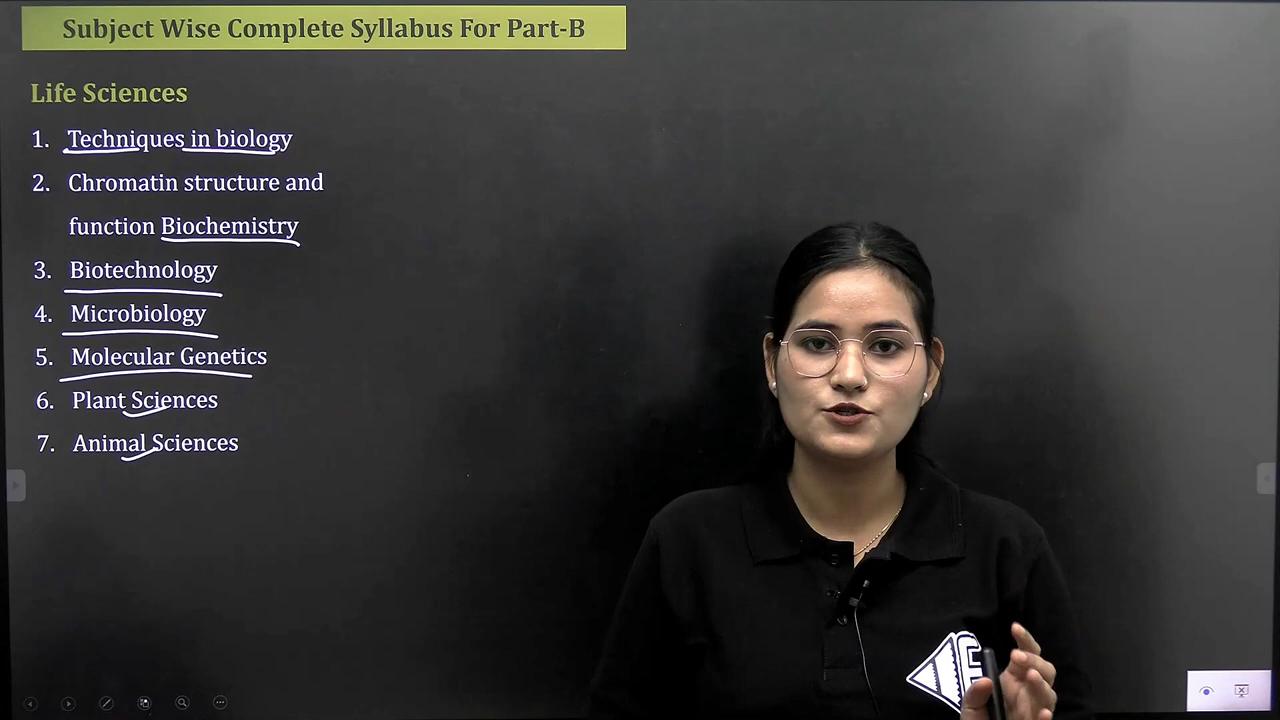 Subject Wise Complete Syllabus For Part-B
Life Sciences
1. Techniques in biology
2. Chromatin structure and
function Biochemistry
3. Biotechnology
4. Microbiology
5. Molecular Genetics
6. Plant Sciences
7. Animal Sciences